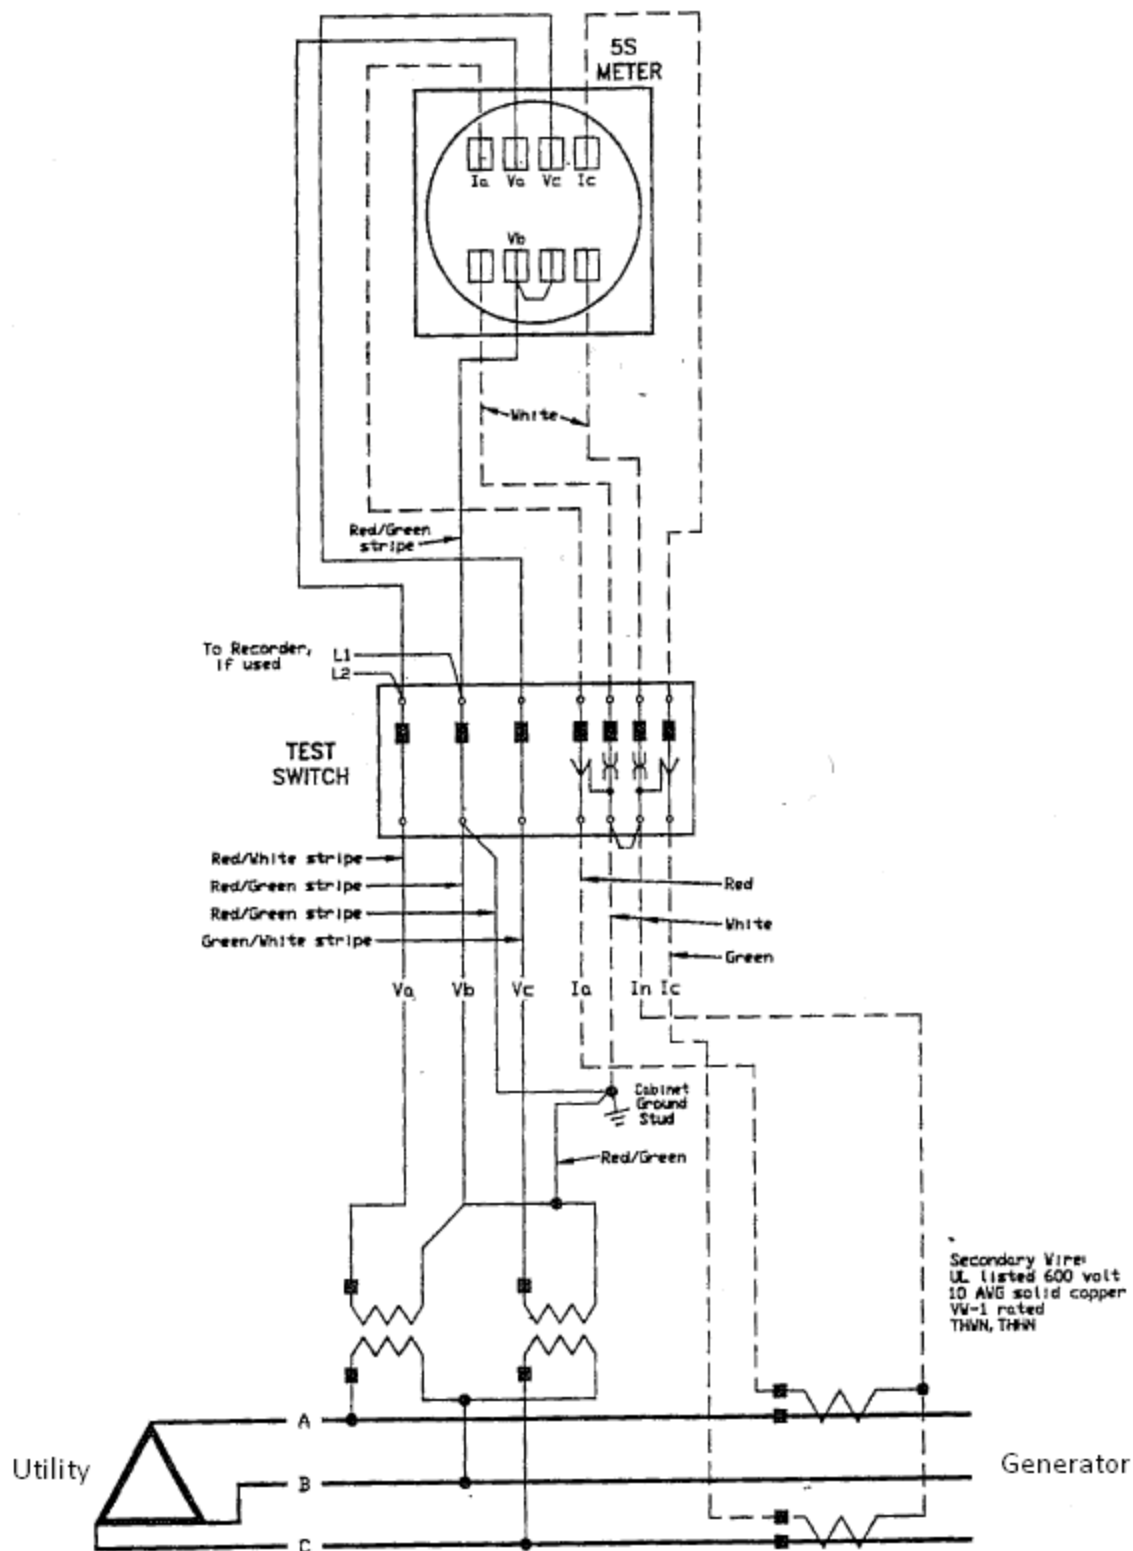 5S
METER
Ia Va Vc Ic
Vb
White
Red/Green
stripe
To Recorder,
if used
L1
L2
TEST
SWITCH
Red/White stripe
Red/Green stripe
Red/Green stripe
Green/White stripe
Red
White
Green
Va Vb Vc Ia In Ic
Cabinet
Ground
Stud
Red/Green
Secondary Wire:
UL listed 600 volt
10 AWG solid copper
VW-1 rated
THWN, THHN
A
Utility
Generator
B
C